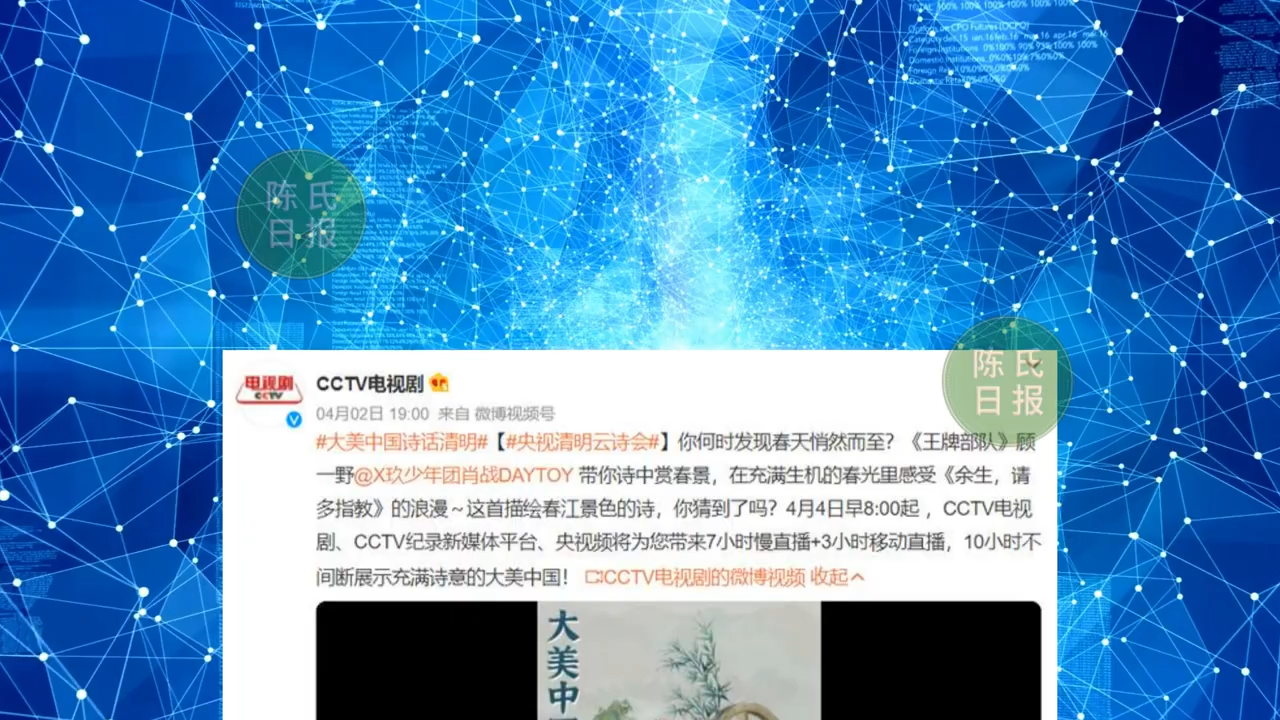 TOTAL 100% 100% 100% 100% 100% 100%
陈氏
日报
陈氏
日报
电视剧
CCTV
CCTV电视剧
04月02日 19:00 来自 微博视频号
#大美中国诗话清明#【#央视清明云诗会#】你何时发现春天悄然而至？《王牌部队》顾
一野@X玖少年团肖战DAYTOY 带你诗中赏春景，在充满生机的春光里感受《余生，请
多指教》的浪漫～这首描绘春江景色的诗，你猜到了吗？4月4日早8:00起，CCTV电视
剧、CCTV纪录新媒体平台、央视频将为您带来7小时慢直播+3小时移动直播，10小时不
间断展示充满诗意的大美中国！ CCTV电视剧的微博视频 收起
大美中